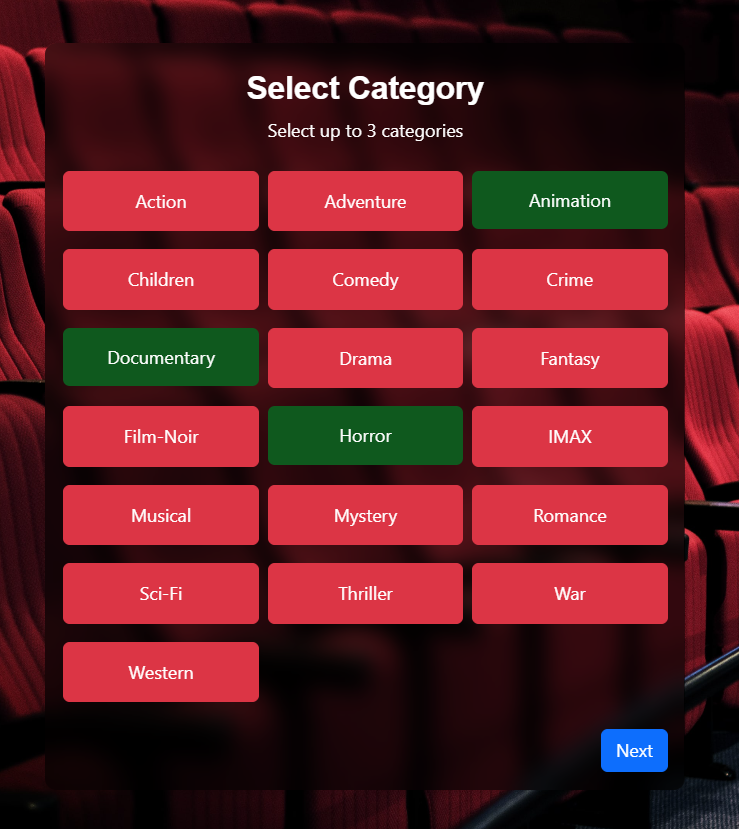 Select Category
Select up to 3 categories
Action
Adventure
Animation
Children
Comedy
Crime
Documentary
Drama
Fantasy
Film-Noir
Horror
IMAX
Musical
Mystery
Romance
Sci-Fi
Thriller
War
Western
Next